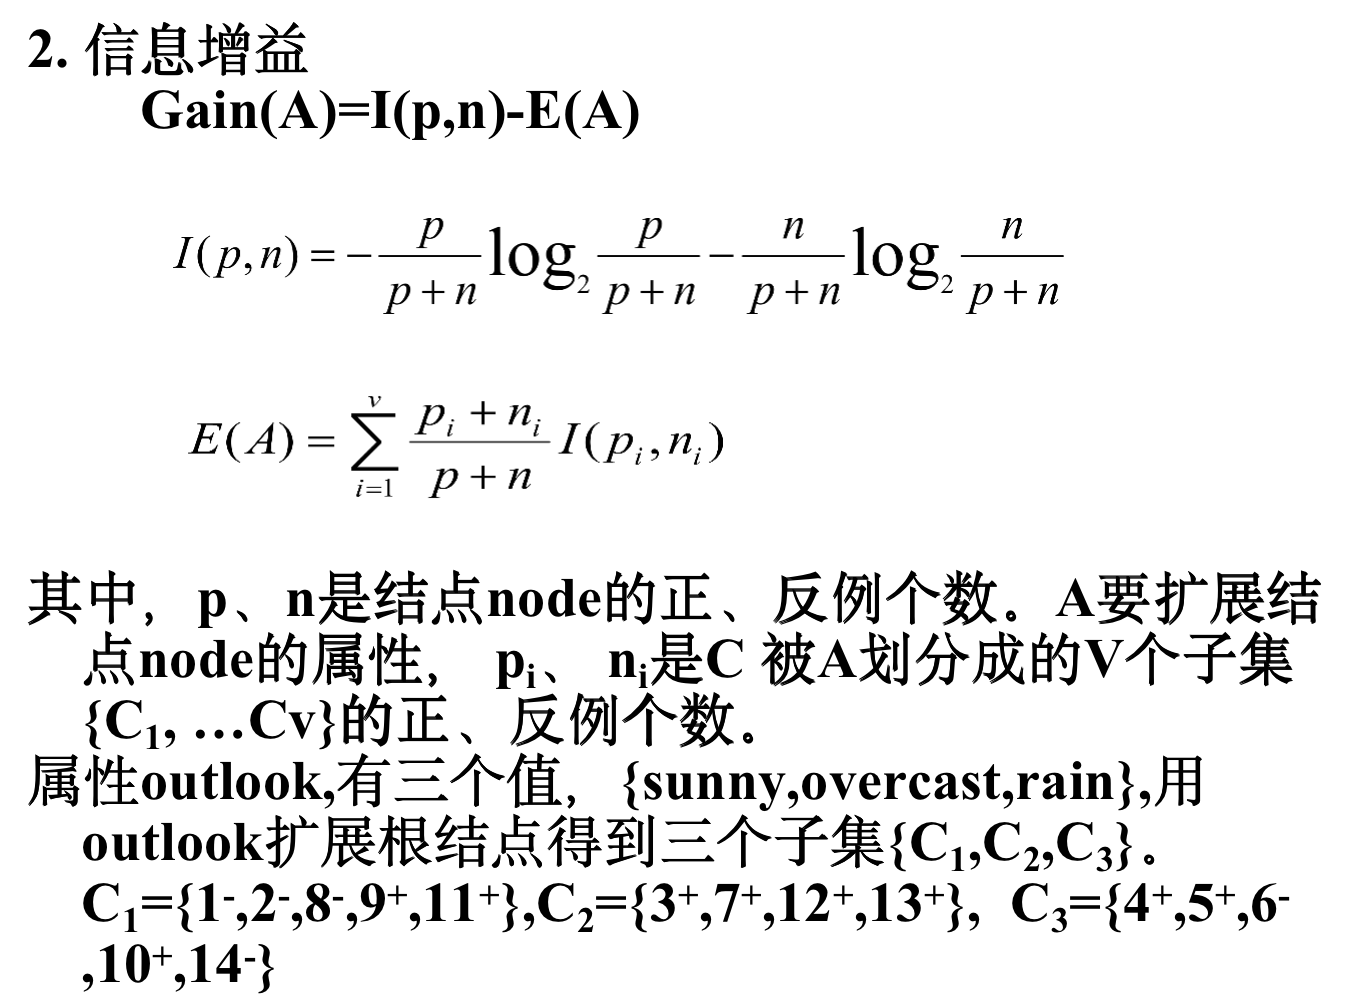 2. 信息增益
Gain(A)=I(p,n)-E(A)
I(p,n) = - \frac{p}{p+n} log_2 \frac{p}{p+n} - \frac{n}{p+n} log_2 \frac{n}{p+n}
E(A) = \sum_{i=1}^{v} \frac{p_i+n_i}{p+n} I(p_i,n_i)
其中，p、n是结点node的正、反例个数。A要扩展结
点node的属性， p_i、 n_i是C 被A划分成的V个子集
{C_1, …Cv}的正、反例个数。
属性outlook,有三个值，{sunny,overcast,rain},用
outlook扩展根结点得到三个子集{C_1,C_2,C_3}。
C_1={1^-,2^-,8^-,9^+,11^+},C_2={3^+,7^+,12^+,13^+}, C_3={4^+,5^+,6^-
,10^+,14^-}